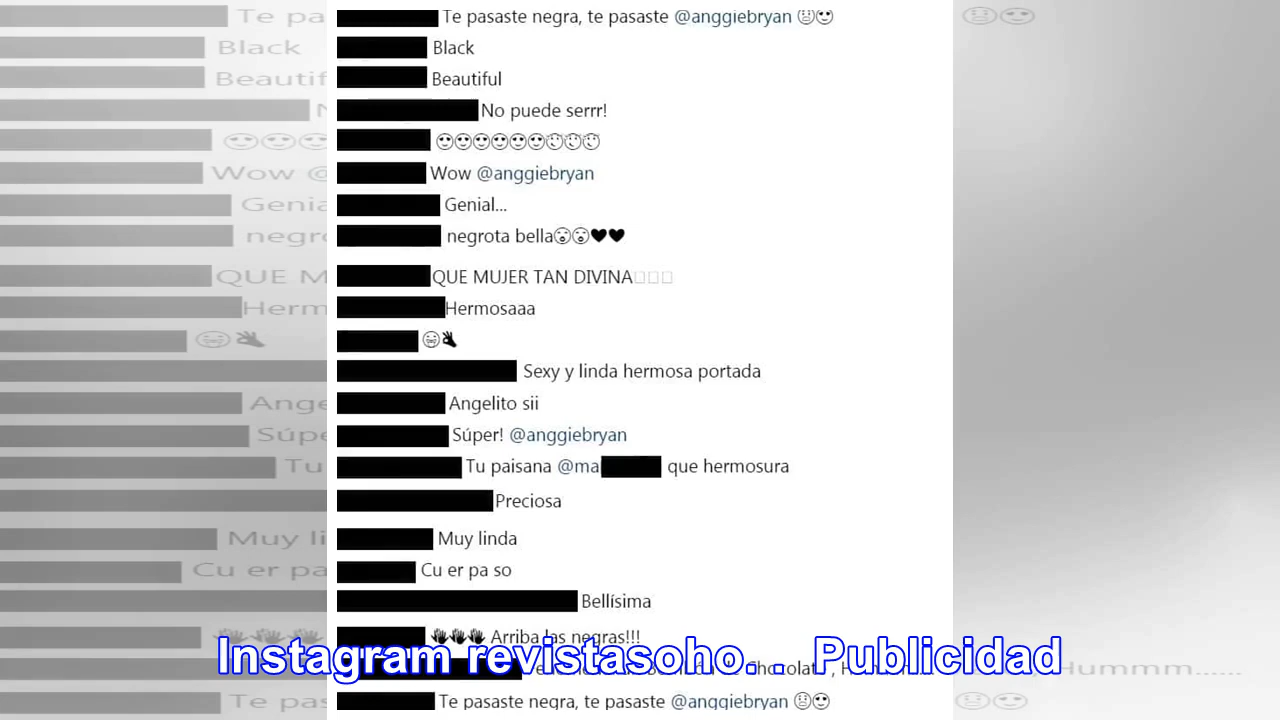 Te pasaste negra, te pasaste @anggiebryan
Black
Beautiful
No puede serrr!
Wow @anggiebryan
Genial...
negrota bella
QUE MUJER TAN DIVINA
Hermosaaa
Sexy y linda hermosa portada
Angelito sii
Súper! @anggiebryan
Tu paisana @ma que hermosura
Preciosa
Muy linda
Cu er pa so
Bellísima
Arriba las negras!!!
Instagram revistasoho. . Publicidad
Te pasaste negra, te pasaste @anggiebryan